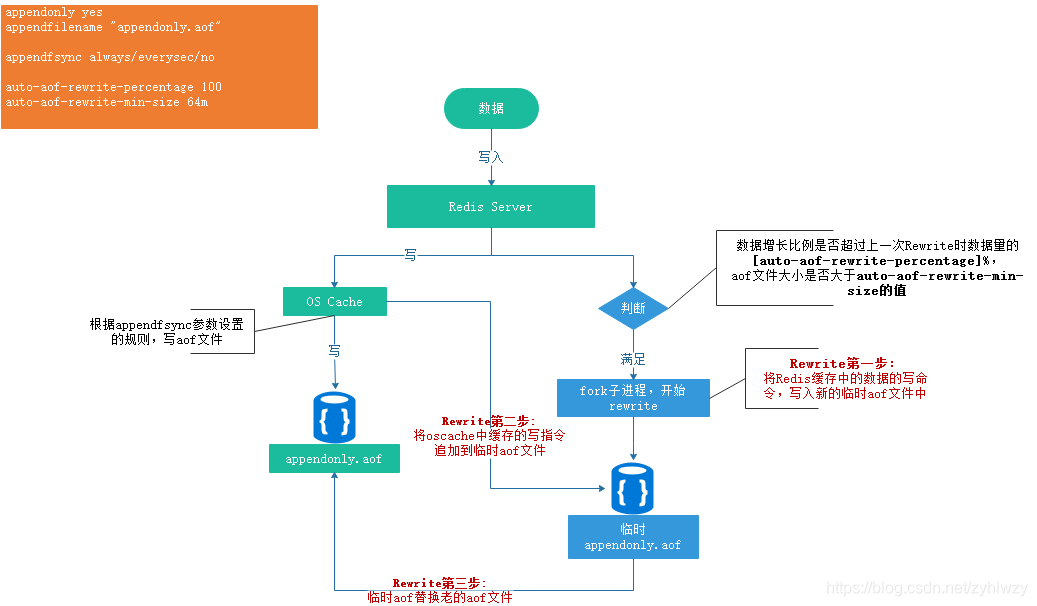 appendonly yes
appendfilename "appendonly.aof"
appendfsync always/everysec/no
auto-aof-rewrite-percentage 100
auto-aof-rewrite-min-size 64m
数据
写入
Redis Server
写
数据增长比例是否超过上一次Rewrite时数据量的
[auto-aof-rewrite-percentage]%,
aof文件大小是否大于auto-aof-rewrite-min-
size的值
OS Cache
判断
根据appendfsync参数设置
的规则，写aof文件
写
满足
Rewrite第一步:
将Redis缓存中的数据的写命
令，写入新的临时aof文件中
fork子进程，开始
rewrite
Rewrite第二步:
将oscache中缓存的写指令
追加到临时aof文件
appendonly.aof
临时
appendonly.aof
Rewrite第三步:
临时aof替换老的aof文件
https://blog.csdn.net/zyhlwzy